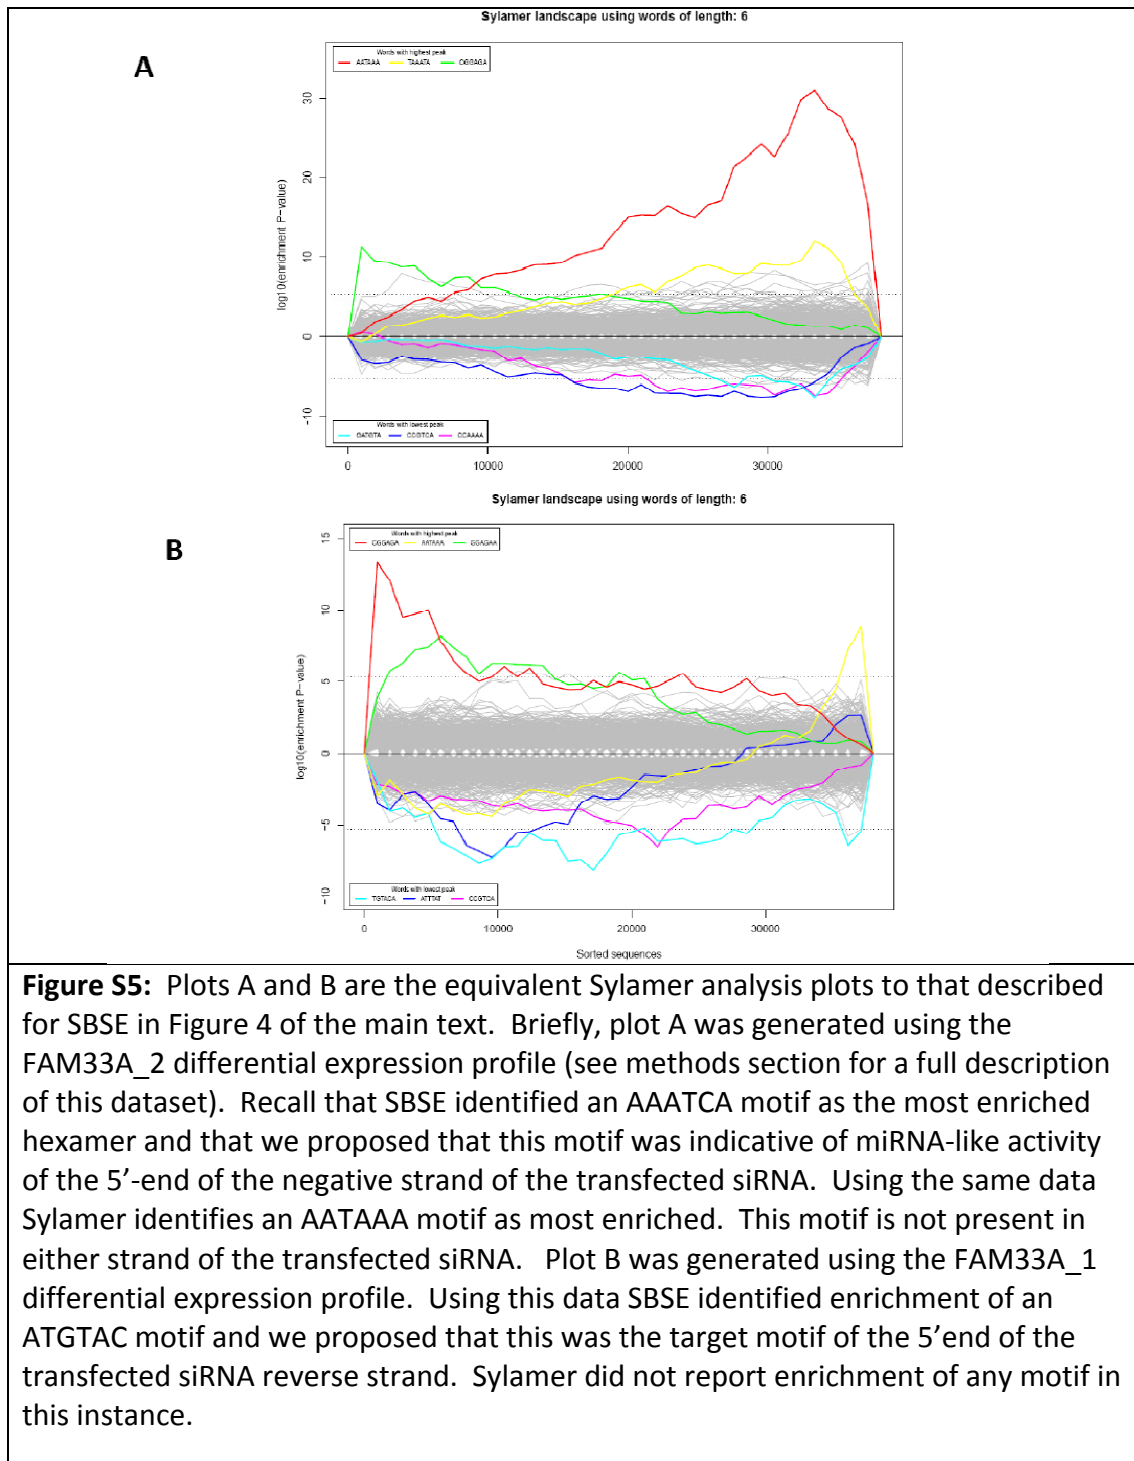 Sylamer landscape using words of length: 6
A
Words with highest peak
AATAAA TAAATA CGGAGA
log10(enrichment P-value)
30
20
10
0
-10
Words with lowest peak
GATGTA CCGTCA CCAAAA
0 10000 20000 30000
Sylamer landscape using words of length: 6
B
Words with highest peak
CGGAGA AATAAA GGAGAA
log10(enrichment P-value)
15
10
5
0
-5
-10
Words with lowest peak
TGTACA ATTTAT CCGTCA
0 10000 20000 30000
Sorted sequences
Figure S5: Plots A and B are the equivalent Sylamer analysis plots to that described
for SBSE in Figure 4 of the main text. Briefly, plot A was generated using the
FAM33A_2 differential expression profile (see methods section for a full description
of this dataset). Recall that SBSE identified an AAATCA motif as the most enriched
hexamer and that we proposed that this motif was indicative of miRNA-like activity
of the 5’-end of the negative strand of the transfected siRNA. Using the same data
Sylamer identifies an AATAAA motif as most enriched. This motif is not present in
either strand of the transfected siRNA. Plot B was generated using the FAM33A_1
differential expression profile. Using this data SBSE identified enrichment of an
ATGTAC motif and we proposed that this was the target motif of the 5’end of the
transfected siRNA reverse strand. Sylamer did not report enrichment of any motif in
this instance.